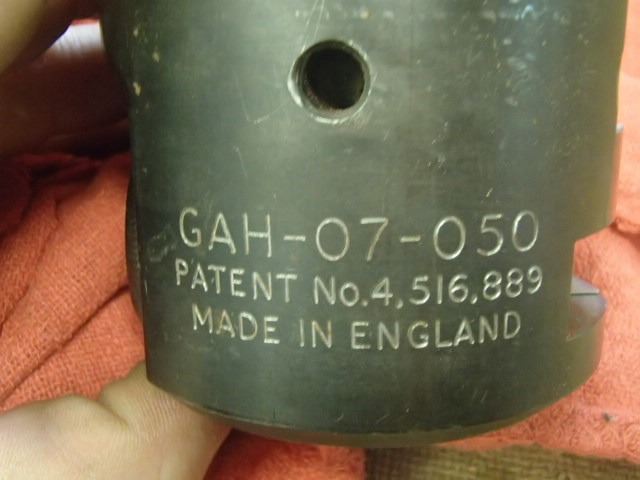 GAH-07-050
PATENT No.4,516,889
MADE IN ENGLAND